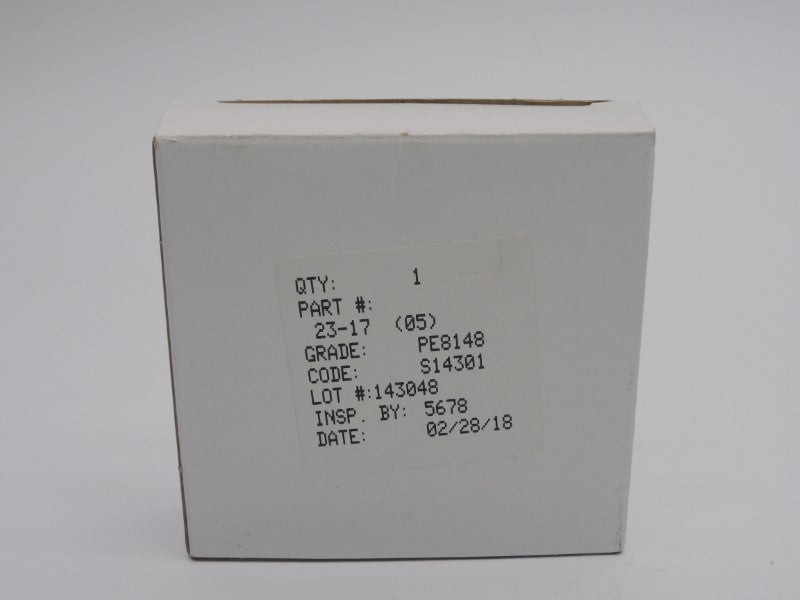 QTY: 1
PART #:
23-17 (05)
GRADE: PE8148
CODE: S14301
LOT #:143048
INSP. BY: 5678
DATE: 02/28/18